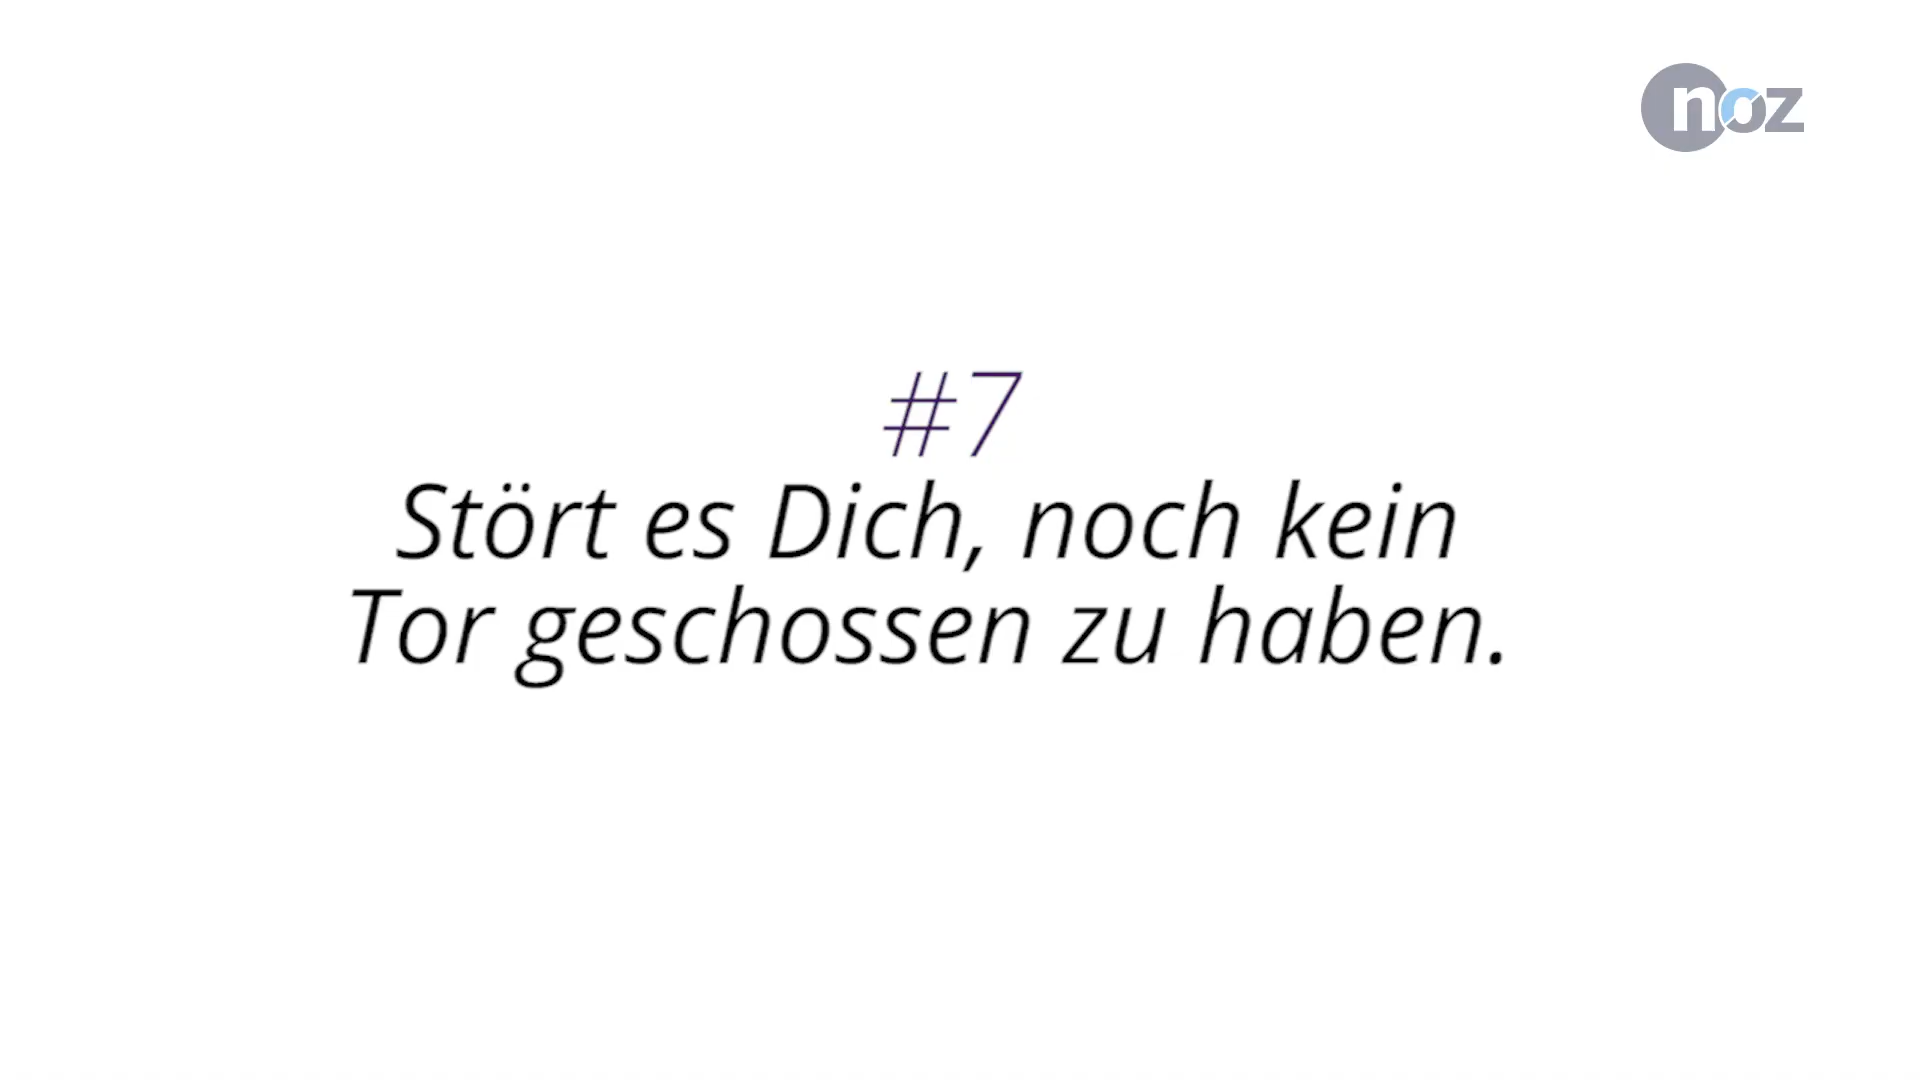 noz
#7
Stört es Dich, noch kein
Tor geschossen zu haben.